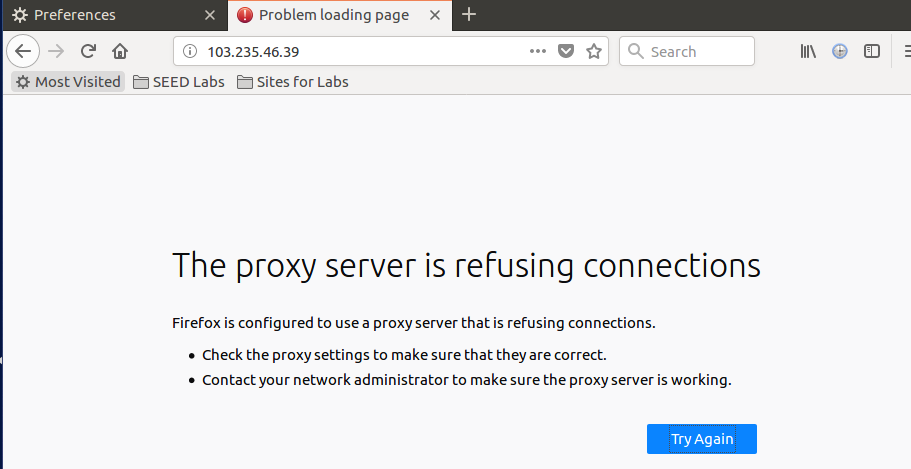 Preferences
Problem loading page
103.235.46.39
Search
Most Visited SEED Labs Sites for Labs
The proxy server is refusing connections
Firefox is configured to use a proxy server that is refusing connections.
• Check the proxy settings to make sure that they are correct.
• Contact your network administrator to make sure the proxy server is working.
Try Again